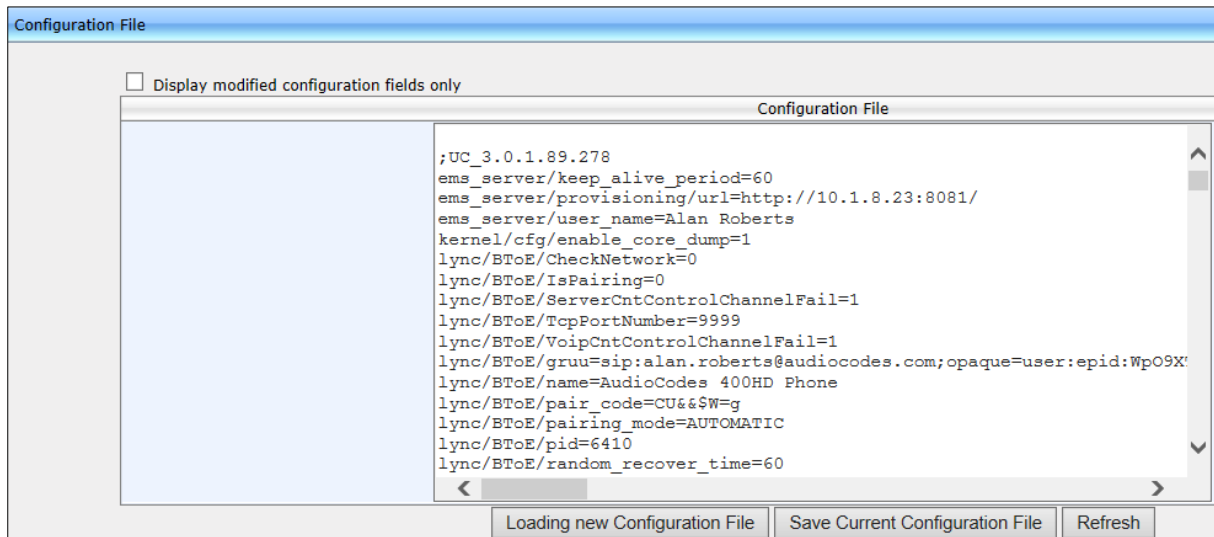 Configuration File
Display modified configuration fields only
Configuration File
;UC_3.0.1.89.278
ems_server/keep_alive_period=60
ems_server/provisioning/url=http://10.1.8.23:8081/
ems_server/user_name=Alan Roberts
kernel/cfg/enable_core_dump=1
lync/BToE/CheckNetwork=0
lync/BToE/IsPairing=0
lync/BToE/ServerCntControlChannelFail=1
lync/BToE/TcpPortNumber=9999
lync/BToE/VoipCntControlChannelFail=1
lync/BToE/gruu=sip:alan.roberts@audiocodes.com;opaque=user:epid:WpO9X
lync/BToE/name=AudioCodes 400HD Phone
lync/BToE/pair_code=CU&&$W=g
lync/BToE/pairing_mode=AUTOMATIC
lync/BToE/pid=6410
lync/BToE/random_recover_time=60
Loading new Configuration File Save Current Configuration File Refresh